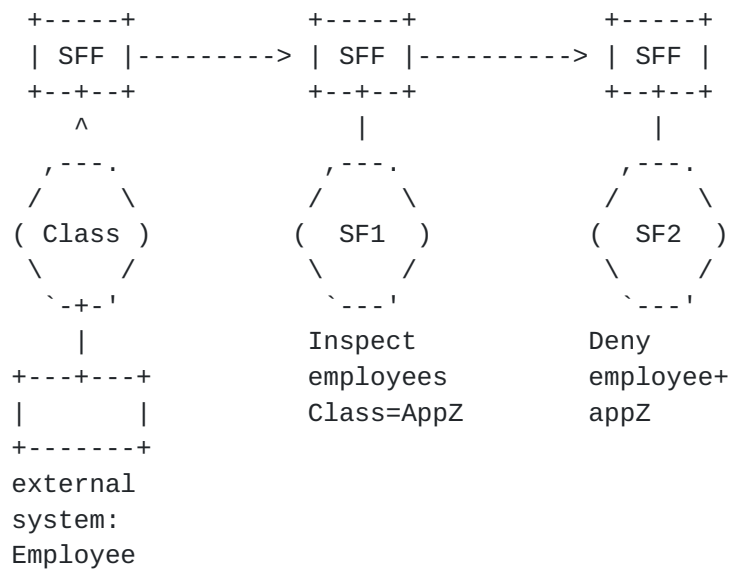 +-----+           +-----+            +-----+
| SFF |---------> | SFF |----------> | SFF |
+--+--+           +--+--+            +--+--+
   ^                 |                  |
 ,---.             ,---.              ,---.
/     \           /     \            /     \
( Class )         (  SF1  )          (  SF2  )
\     /           \     /            \     /
`-+-'             `---'              `---'
|              Inspect           Deny
+---+---+          employees         employee+
|       |          Class=AppZ        appZ
+-------+
external
system:
Employee